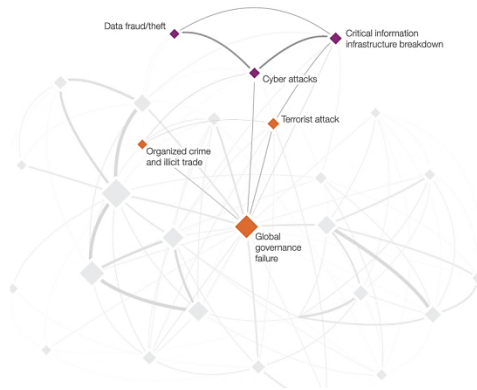 Data fraud/theft
Critical information
infrastructure breakdown
Cyber attacks
Terrorist attack
Organized crime
and illicit trade
Global
governance
failure